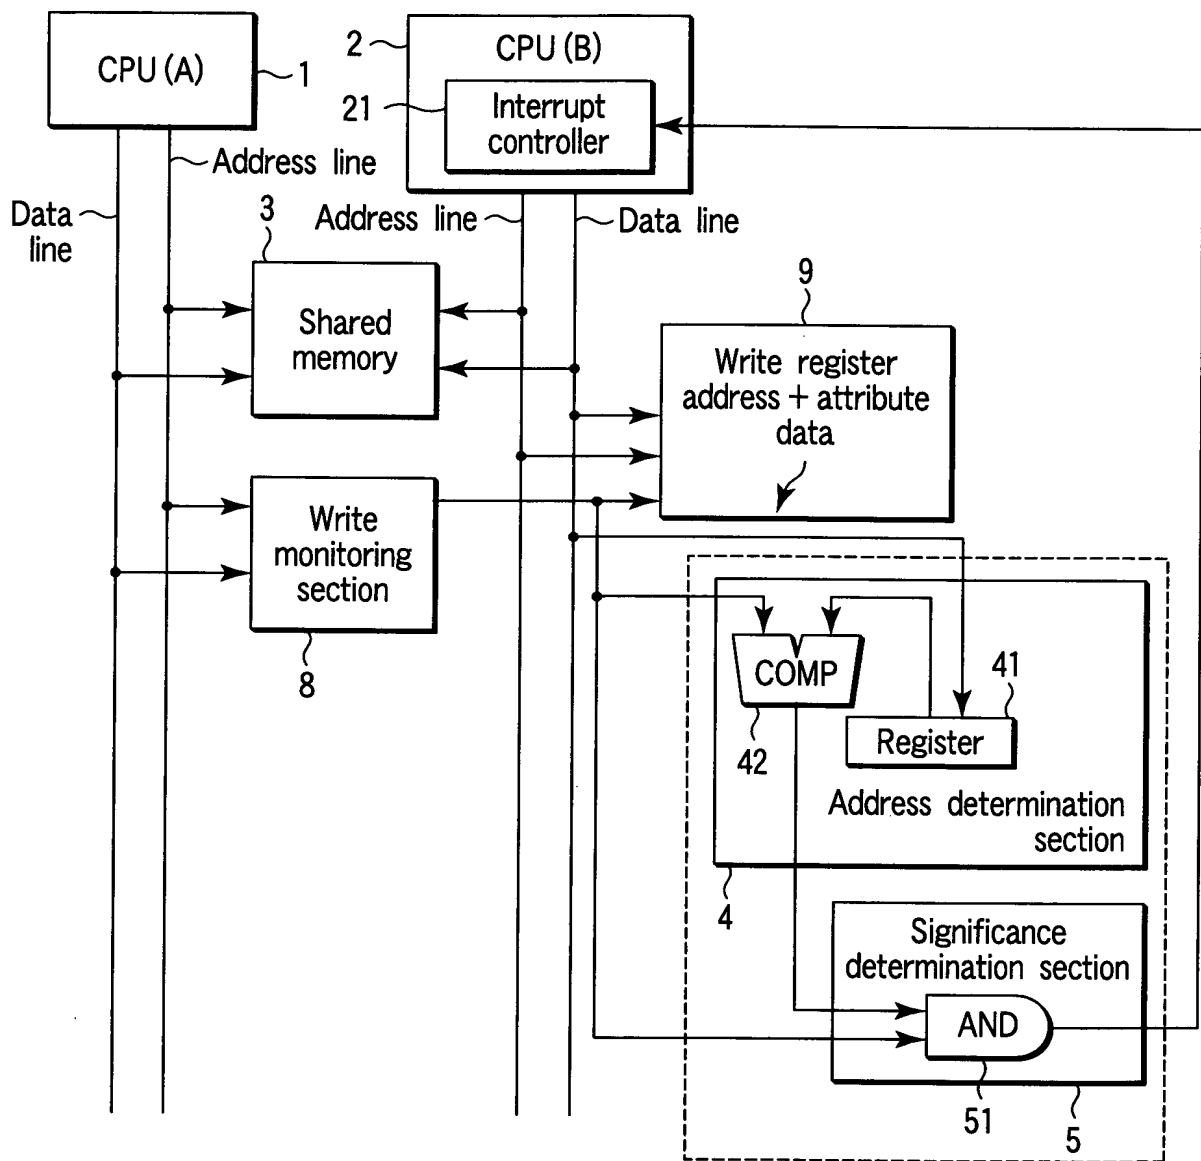 CPU(A)
1
2
CPU(B)
21
Interrupt
controller
Address line
Data
line
3
Address line
Data line
Shared
memory
9
Write register
address + attribute
data
Write
monitoring
section
8
COMP
42
41
Register
Address determination
section
4
Significance
determination section
AND
51
5